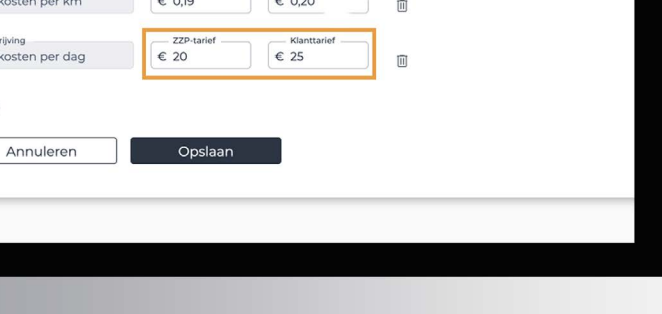 kosten per km € 0,19 € 0,20
rijving ZZP-tarief Klanttarief
kosten per dag € 20 € 25
Annuleren Opslaan